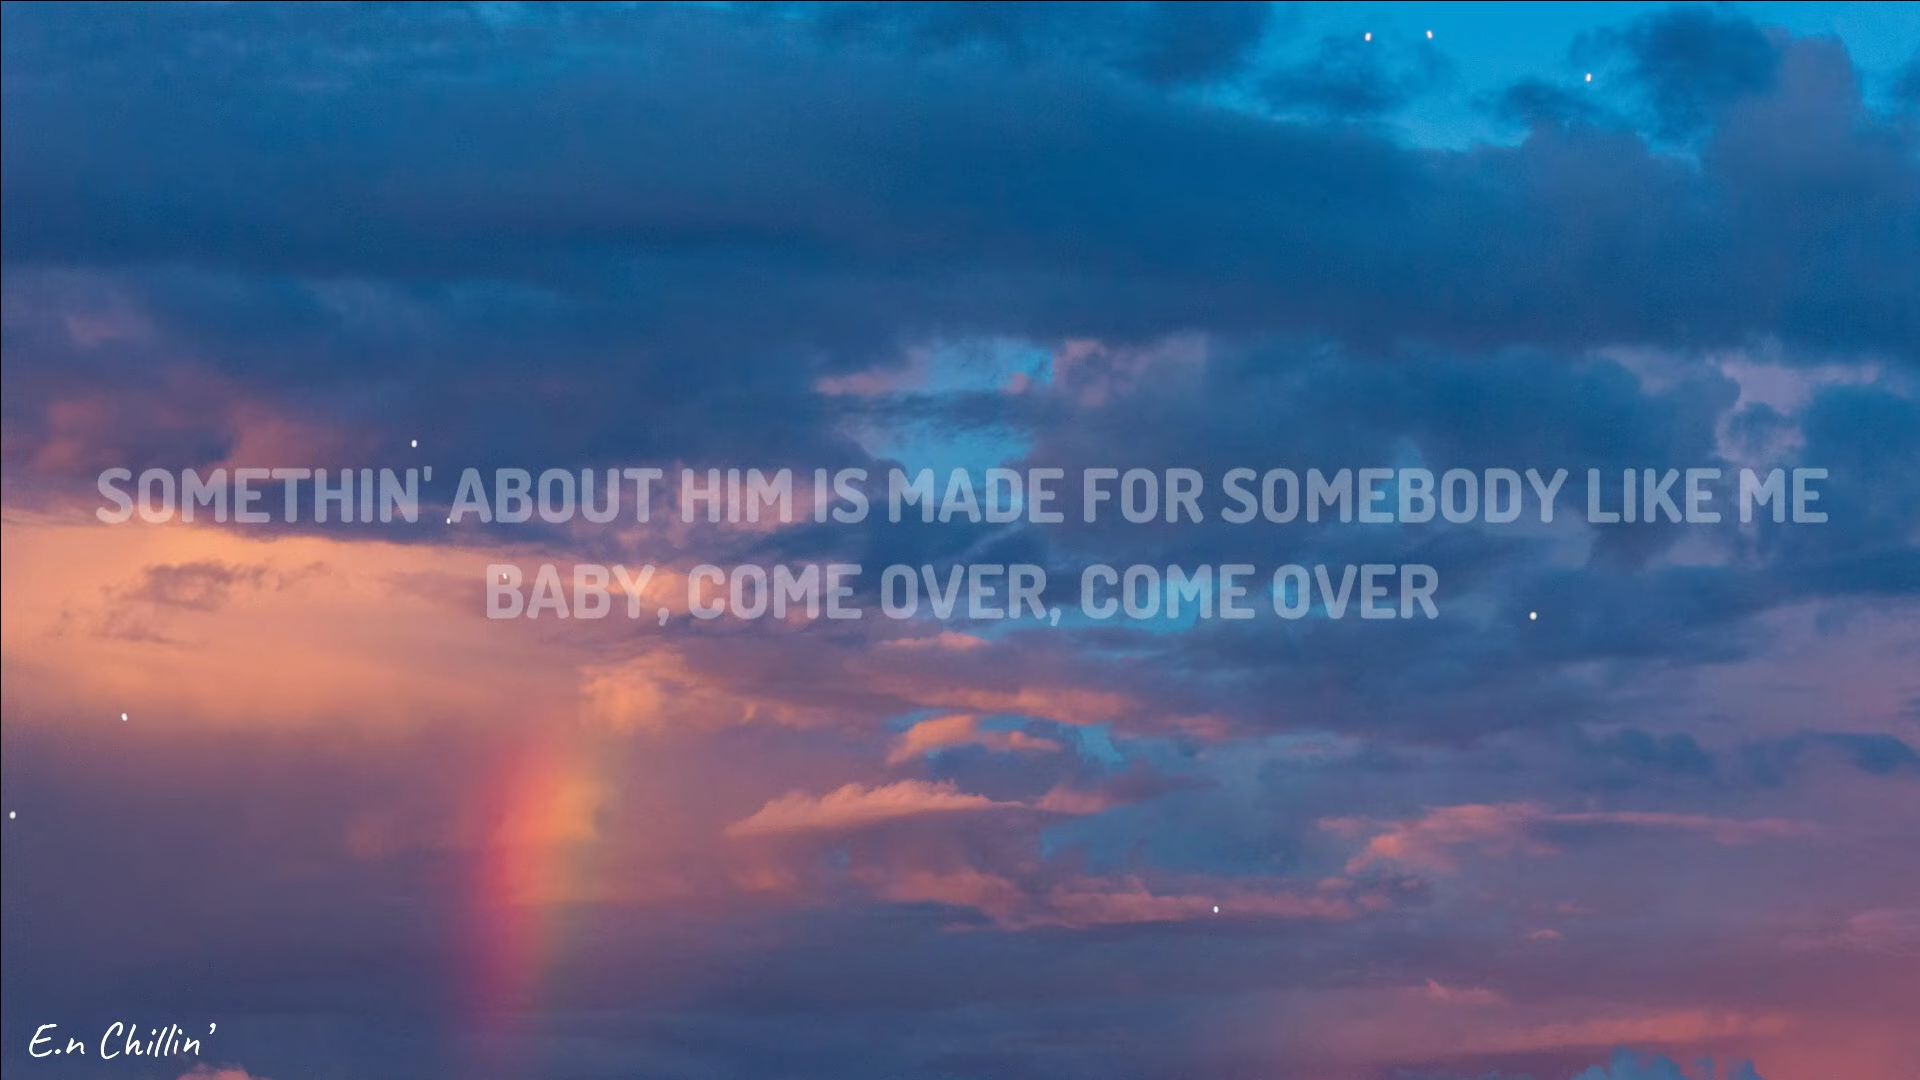 SOMETHIN' ABOUT HIM IS MADE FOR SOMEBODY LIKE ME
BABY, COME OVER, COME OVER
E.n Chillin'